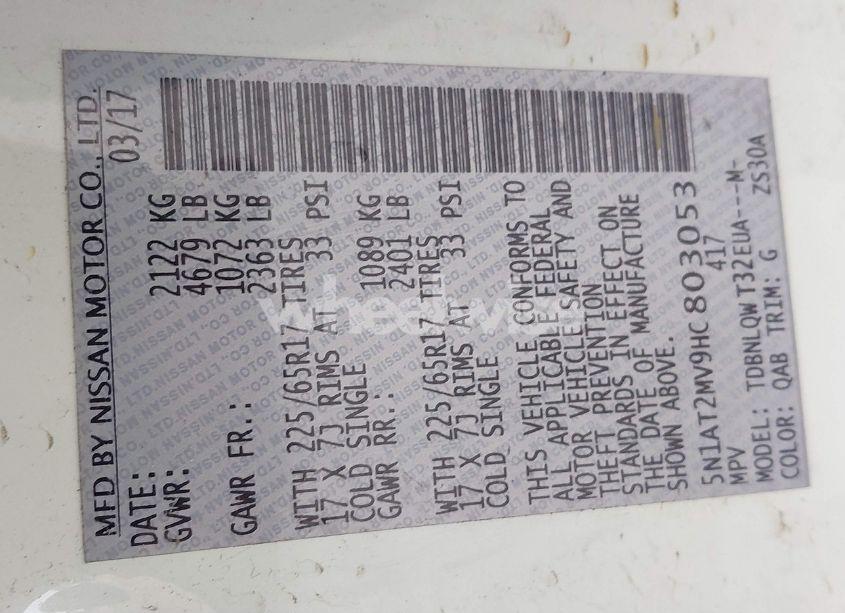 MFD BY NISSAN MOTOR CO., LTD.
DATE: 03/17
GVWR: 2122 KG
4679 LB
GAWR FR.: 1072 KG
2363 LB
WITH 225/65R17 TIRES
17 X 7J RIMS AT 33 PSI
COLD SINGLE
GAWR RR.: 1089 KG
2401 LB
WITH 225/65R17 TIRES
17 X 7J RIMS AT 33 PSI
COLD SINGLE
THIS VEHICLE CONFORMS TO
ALL APPLICABLE FEDERAL
MOTOR VEHICLE SAFETY AND
THEFT PREVENTION
STANDARDS IN EFFECT ON
THE DATE OF MANUFACTURE
SHOWN ABOVE.
5N1AT2MV9HC803053
MPV 417
MODEL: TDBNLQW T32EUA---M-
COLOR: QAB TRIM: G ZS30A